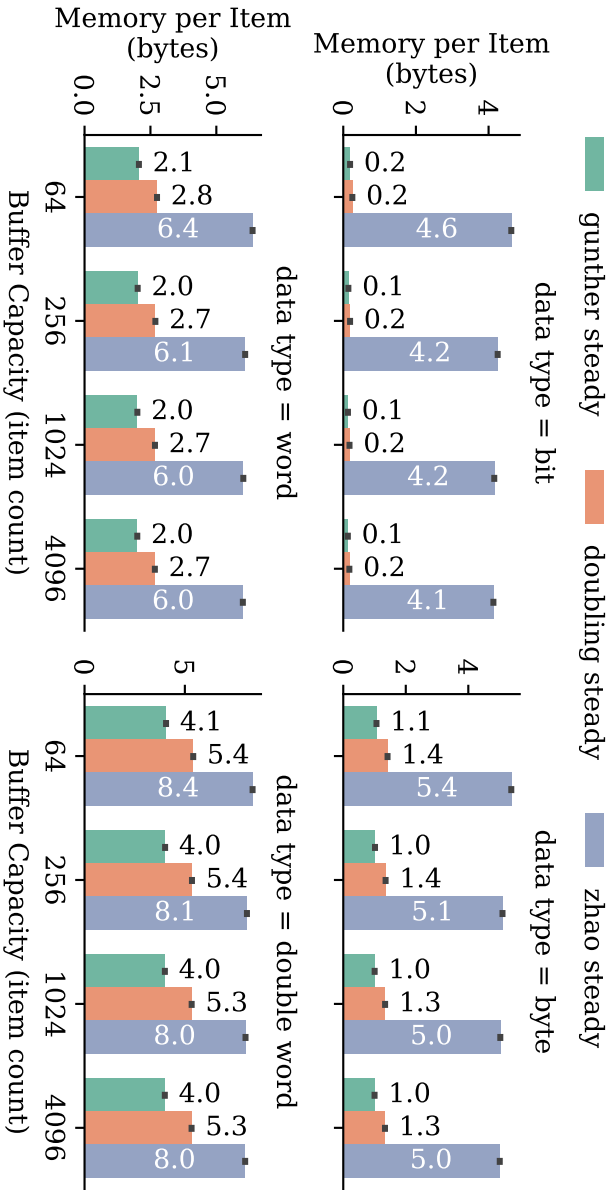 gunther steady doubling steady zhao steady
data type = bit
Memory per Item
(bytes)
0 2 4
0.2 0.2 4.6
0.1 0.2 4.2
0.1 0.2 4.2
0.1 0.2 4.1
data type = byte
0 2 4
1.1 1.4 5.4
1.0 1.4 5.1
1.0 1.3 5.0
1.0 1.3 5.0
data type = word
Memory per Item
(bytes)
0.0 2.5 5.0
2.1 2.8 6.4
2.0 2.7 6.1
2.0 2.7 6.0
2.0 2.7 6.0
64 256 1024 4096
Buffer Capacity (item count)
data type = double word
0 5
4.1 5.4 8.4
4.0 5.4 8.1
4.0 5.3 8.0
4.0 5.3 8.0
64 256 1024 4096
Buffer Capacity (item count)